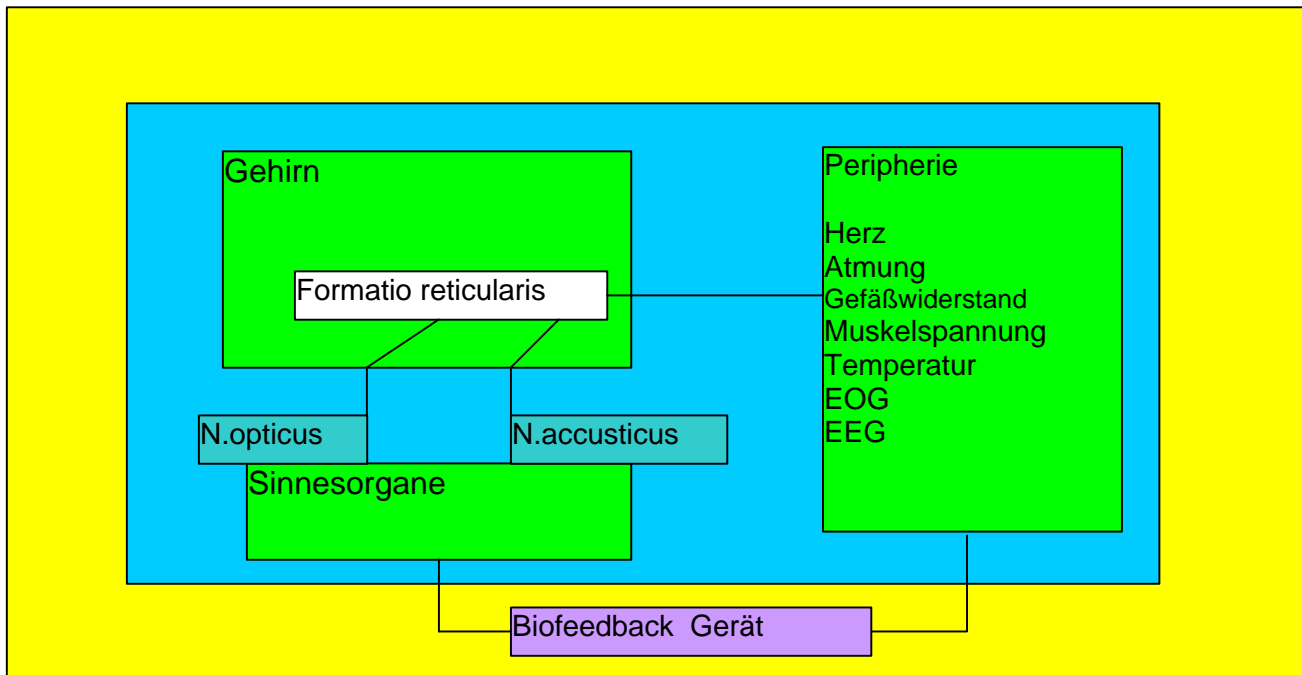 Gehirn
Formatio reticularis
N.opticus
N.accusticus
Sinnesorgane
Peripherie
Herz
Atmung
Gefäßwiderstand
Muskelspannung
Temperatur
EOG
EEG
Biofeedback  Gerät